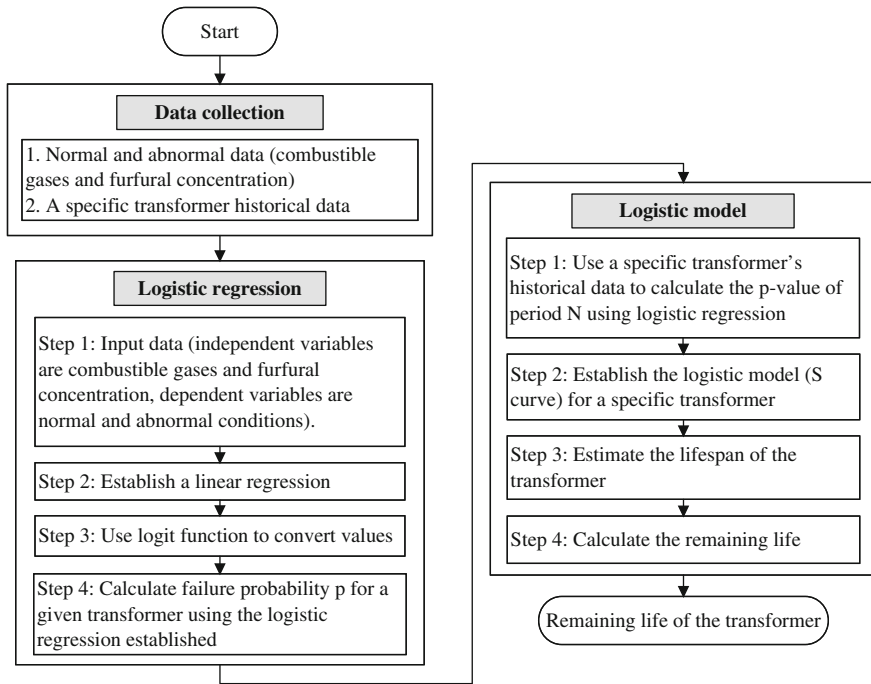 Start
Data collection
1. Normal and abnormal data (combustible
gases and furfural concentration)
2. A specific transformer historical data
Logistic regression
Step 1: Input data (independent variables
are combustible gases and furfural
concentration, dependent variables are
normal and abnormal conditions).
Step 2: Establish a linear regression
Step 3: Use logit function to convert values
Step 4: Calculate failure probability p for a
given transformer using the logistic
regression established
Logistic model
Step 1: Use a specific transformer’s
historical data to calculate the p-value of
period N using logistic regression
Step 2: Establish the logistic model (S
curve) for a specific transformer
Step 3: Estimate the lifespan of the
transformer
Step 4: Calculate the remaining life
Remaining life of the transformer